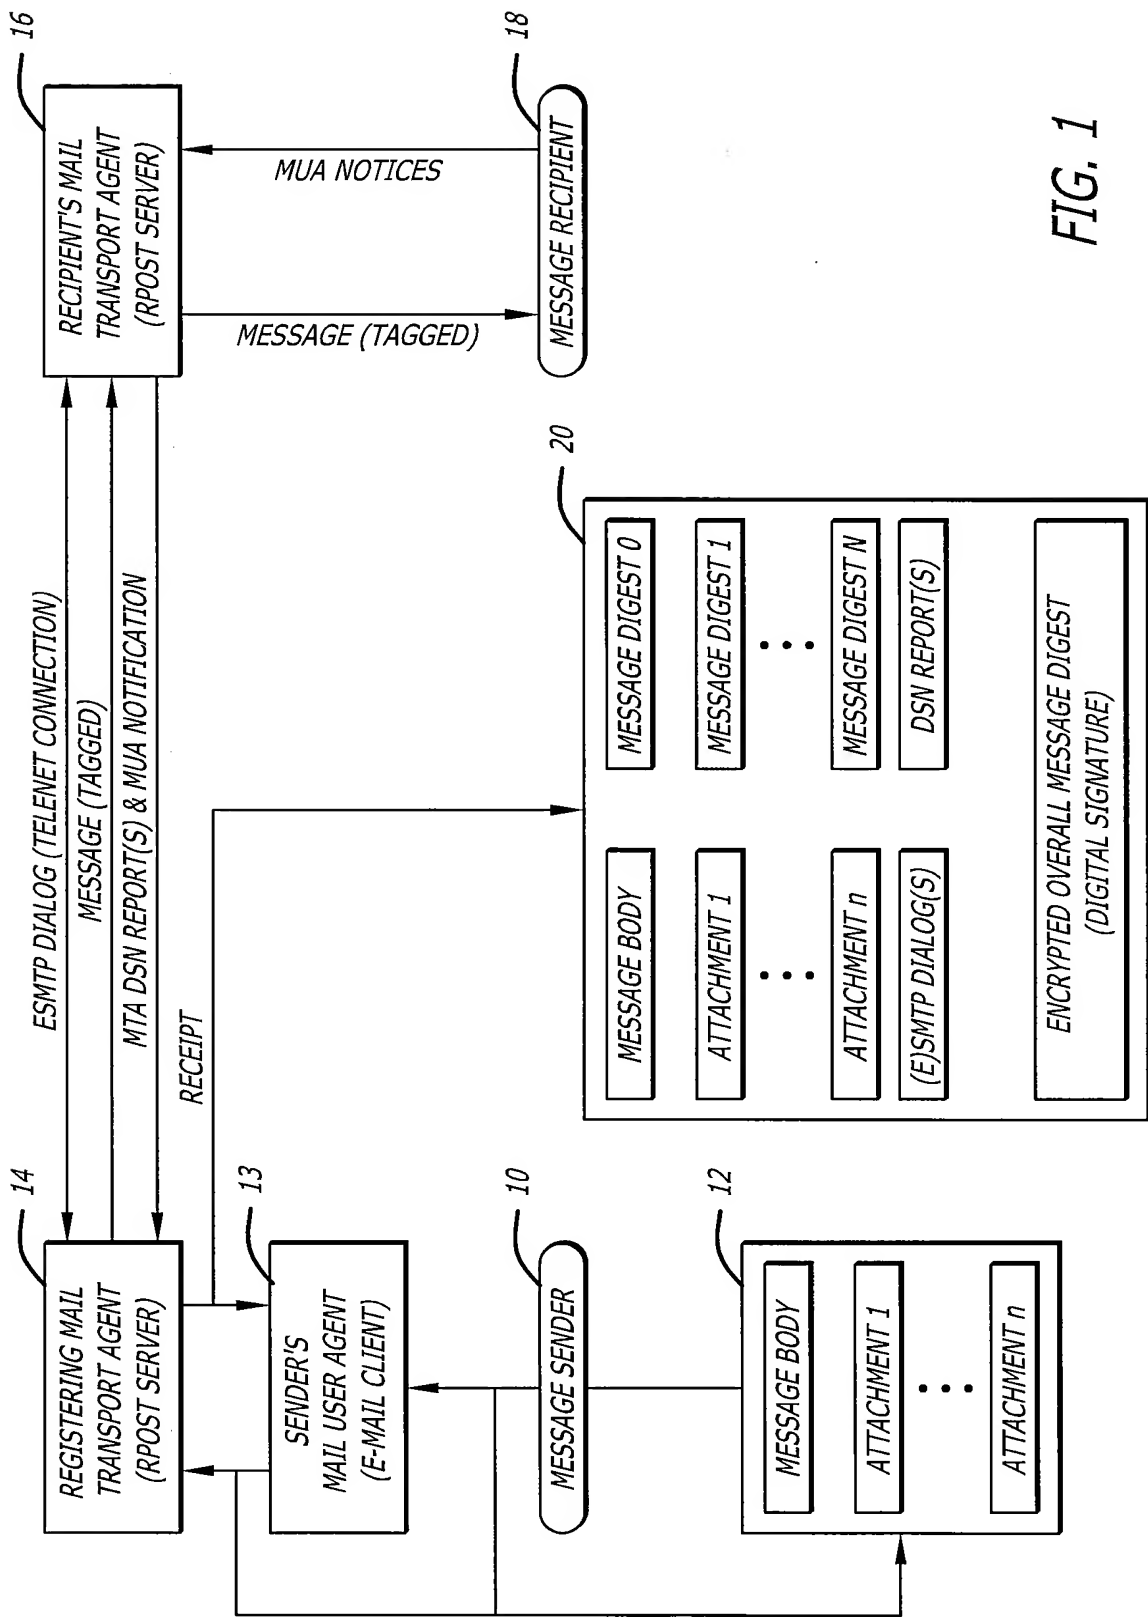 14
REGISTERING MAIL
TRANSPORT AGENT
(RPOST SERVER)
ESMTP DIALOG (TELENET CONNECTION)
MESSAGE (TAGGED)
MTA DSN REPORT(S) & MUA NOTIFICATION
16
RECIPIENT'S MAIL
TRANSPORT AGENT
(RPOST SERVER)
RECEIPT
MESSAGE (TAGGED)
MUA NOTICES
13
SENDER'S
MAIL USER AGENT
(E-MAIL CLIENT)
18
MESSAGE RECIPIENT
10
MESSAGE SENDER
12
MESSAGE BODY
ATTACHMENT 1
ATTACHMENT n
20
MESSAGE BODY
MESSAGE DIGEST 0
ATTACHMENT 1
MESSAGE DIGEST 1
ATTACHMENT n
MESSAGE DIGEST N
(E)SMTP DIALOG(S)
DSN REPORT(S)
ENCRYPTED OVERALL MESSAGE DIGEST
(DIGITAL SIGNATURE)
FIG. 1